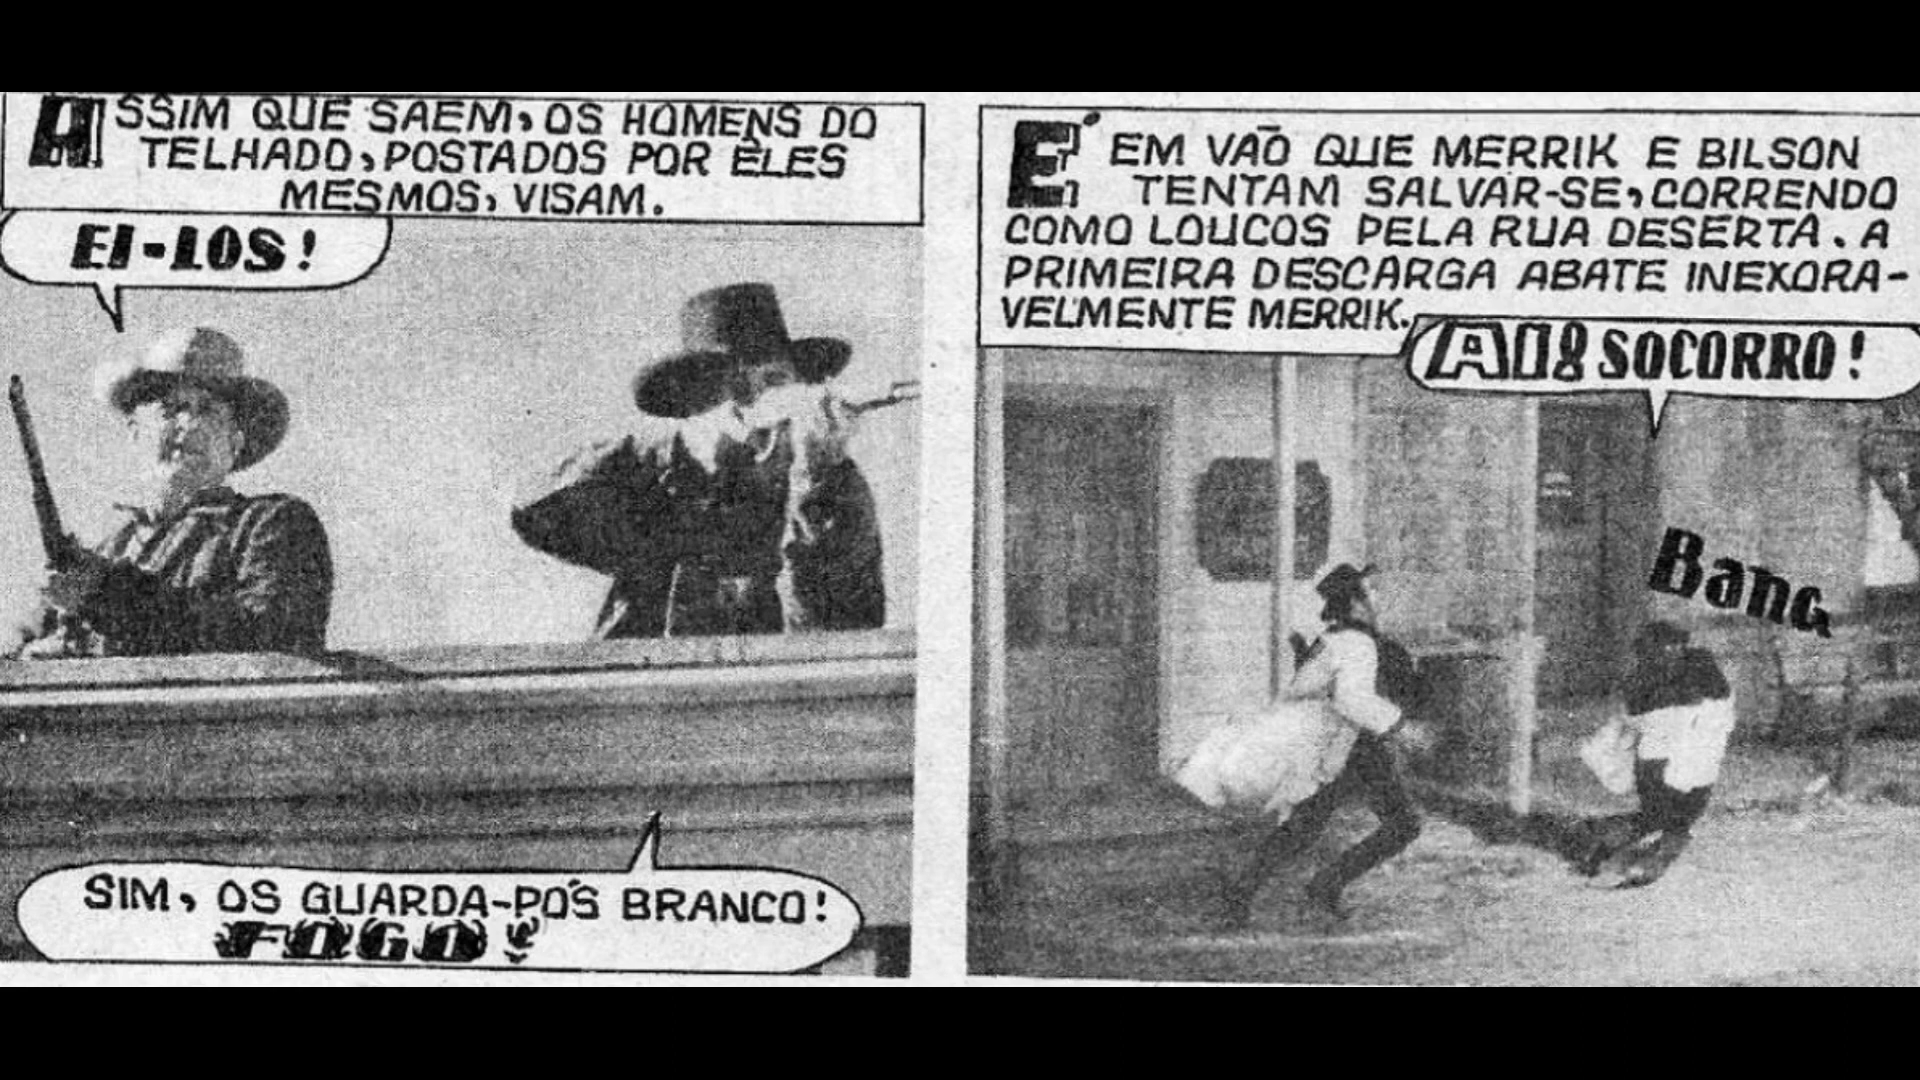 ASSIM QUE SAEM, OS HOMENS DO
TELHADO, POSTADOS POR ÊLES
MESMOS, VISAM.
EI-LOS!
SIM, OS GUARDA-PÓS BRANCO!
FOGO!
É EM VÃO QUE MERRIK E BILSON
TENTAM SALVAR-SE, CORRENDO
COMO LOUCOS PELA RUA DESERTA. A
PRIMEIRA DESCARGA ABATE INEXORA-
VELMENTE MERRIK.
AI! SOCORRO!
Bang